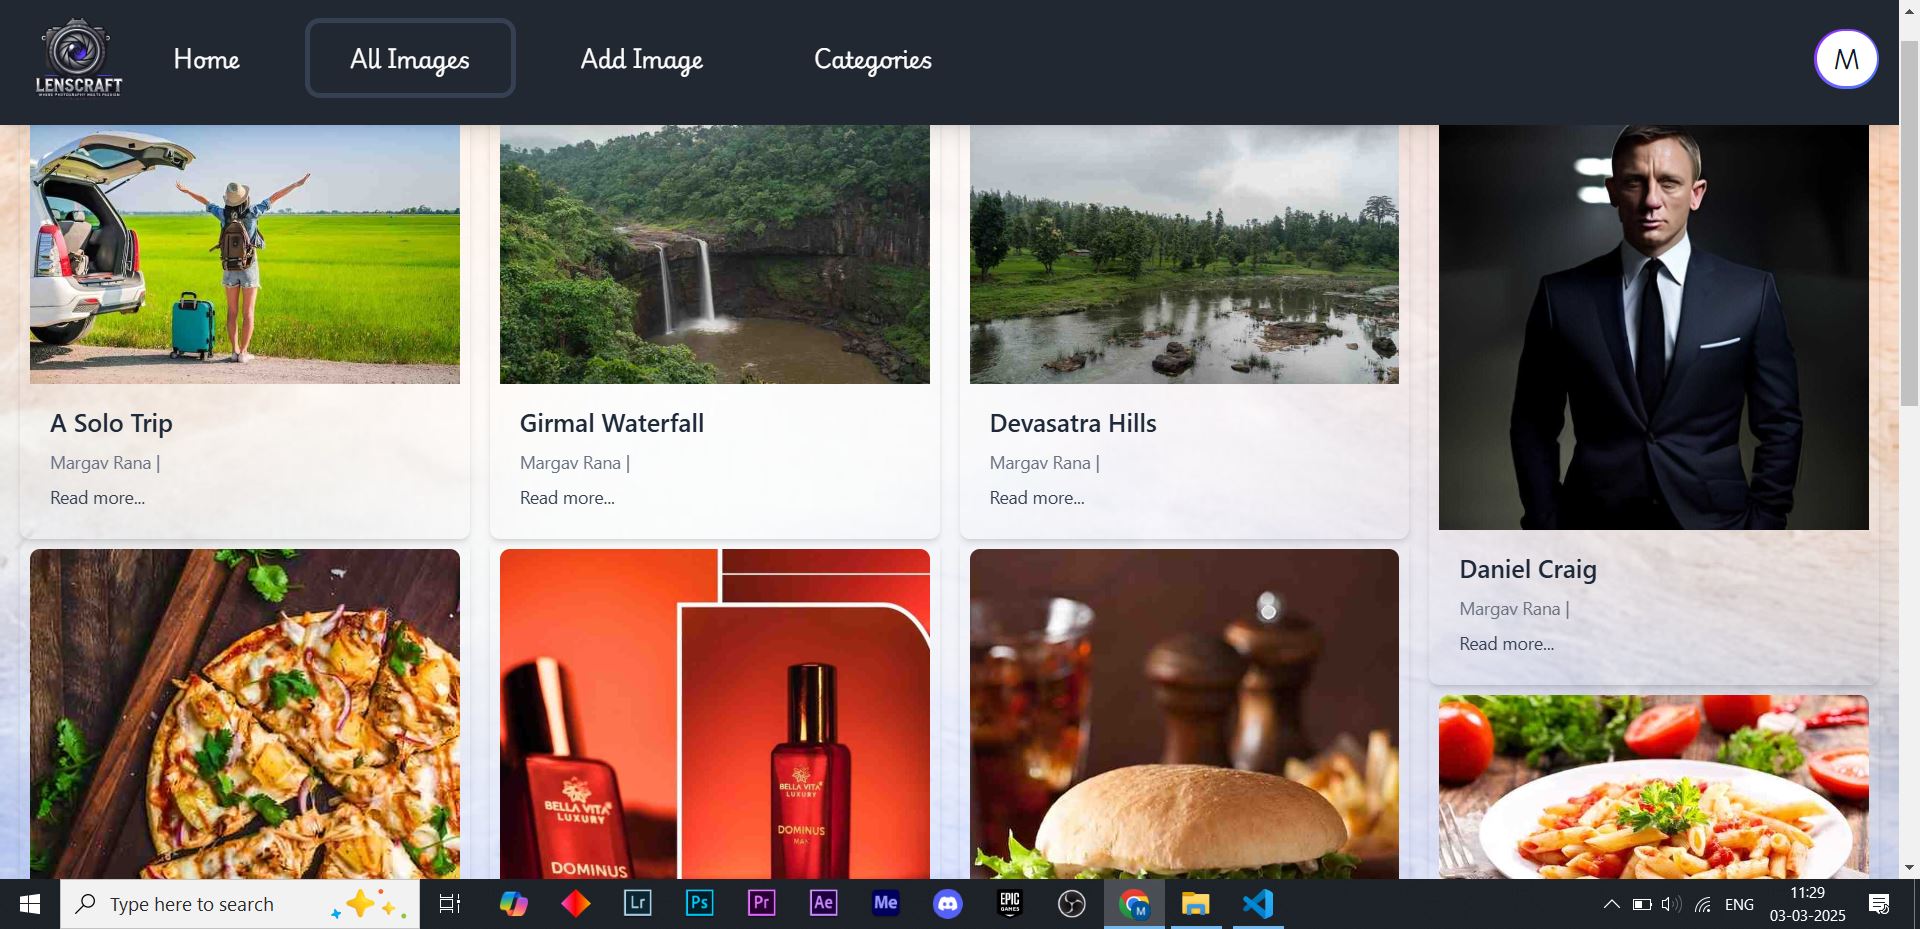 LENSCRAFT
Home
All Images
Add Image
Categories
M
A Solo Trip
Margav Rana |
Read more...
Girmal Waterfall
Margav Rana |
Read more...
Devasatra Hills
Margav Rana |
Read more...
Daniel Craig
Margav Rana |
Read more...
BELLA VITA
LUXURY
DOMINUS
BELLA VITA
LUXURY
DOMINUS
MAN
Type here to search
Lr
Ps
Pr
Ae
Me
EPIC
GAMES
M
ENG
11:29
03-03-2025